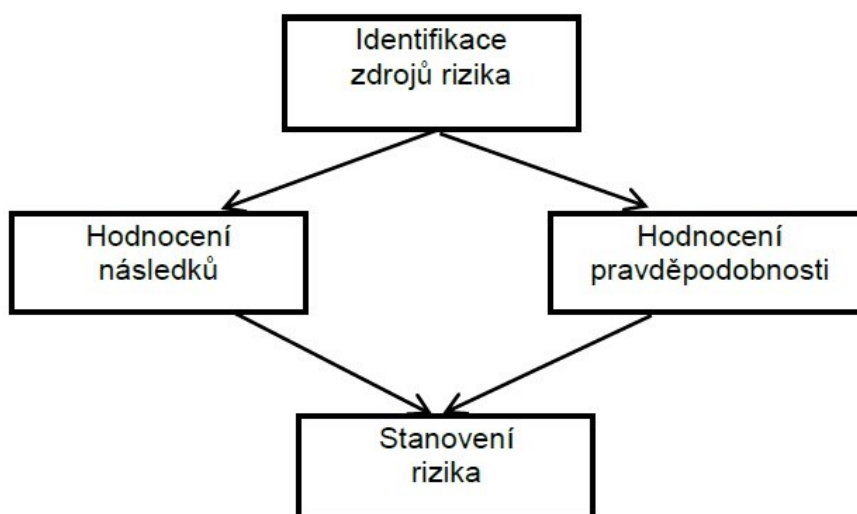 Identifikace
zdrojů rizika
Hodnocení
následků
Hodnocení
pravděpodobnosti
Stanovení
rizika